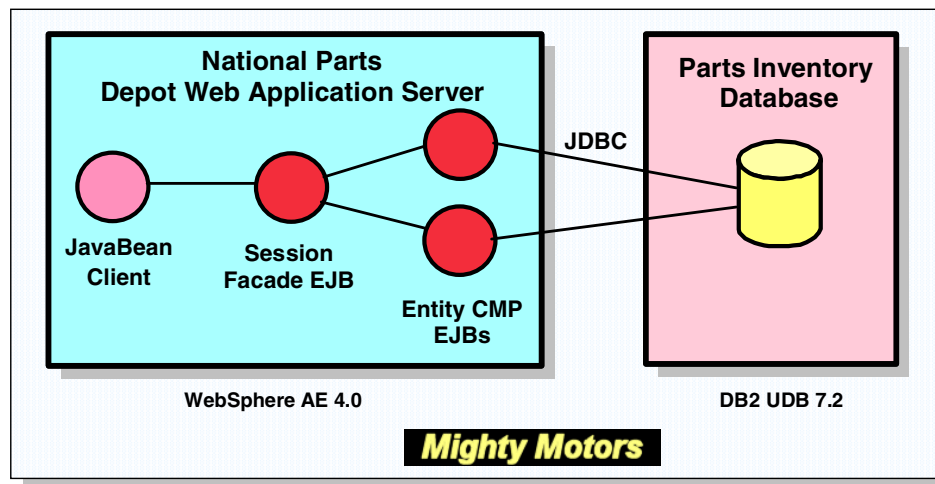 National Parts
Depot Web Application Server
JavaBean
Client
Session
Facade EJB
Entity CMP
EJBs
JDBC
Parts Inventory
Database
WebSphere AE 4.0
DB2 UDB 7.2
Mighty Motors